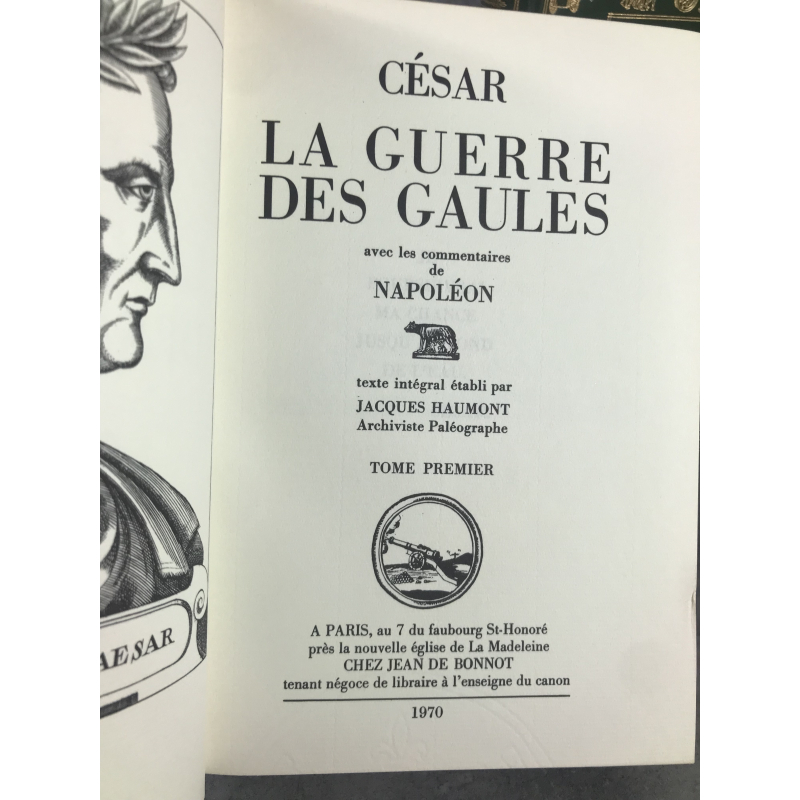 CÉSAR
LA GUERRE
DES GAULES
avec les commentaires
de
NAPOLÉON
texte intégral établi par
JACQUES HAUMONT
Archiviste Paléographe
TOME PREMIER
A PARIS, au 7 du faubourg St-Honoré
près la nouvelle église de La Madeleine
CHEZ JEAN DE BONNOT
tenant négoce de libraire à l'enseigne du canon
1970
AESAR